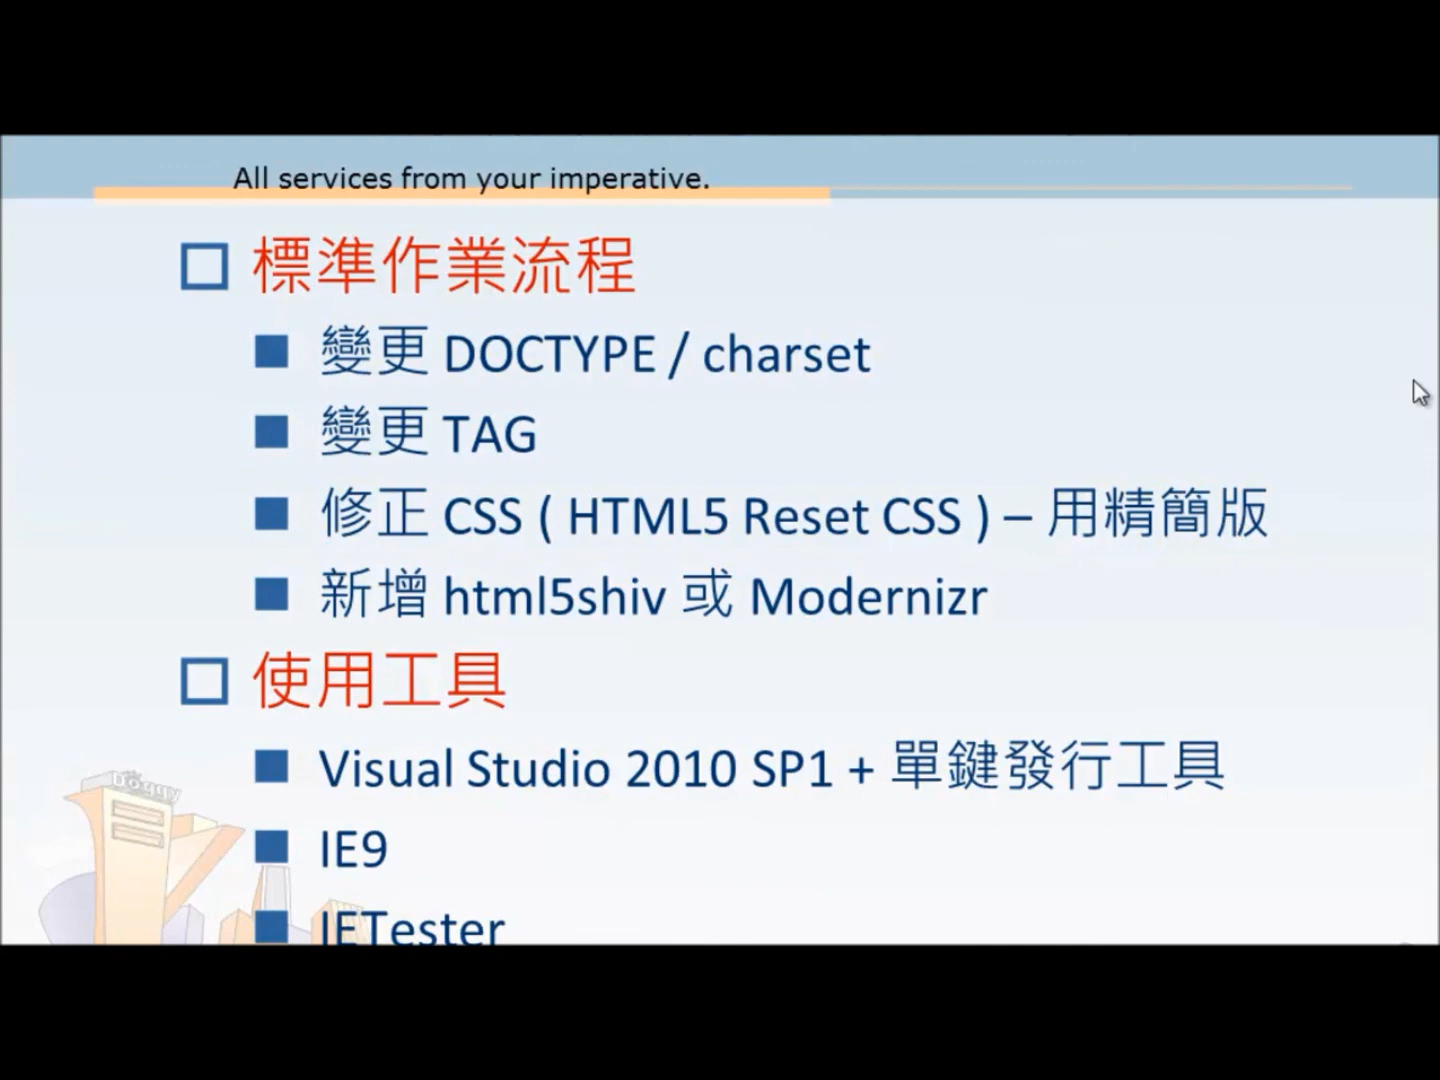 All services from your imperative.
標準作業流程
變更 DOCTYPE / charset
變更 TAG
修正 CSS ( HTML5 Reset CSS ) – 用精簡版
新增 html5shiv 或 Modernizr
使用工具
Visual Studio 2010 SP1 + 單鍵發行工具
Doggy
IE9
IETester